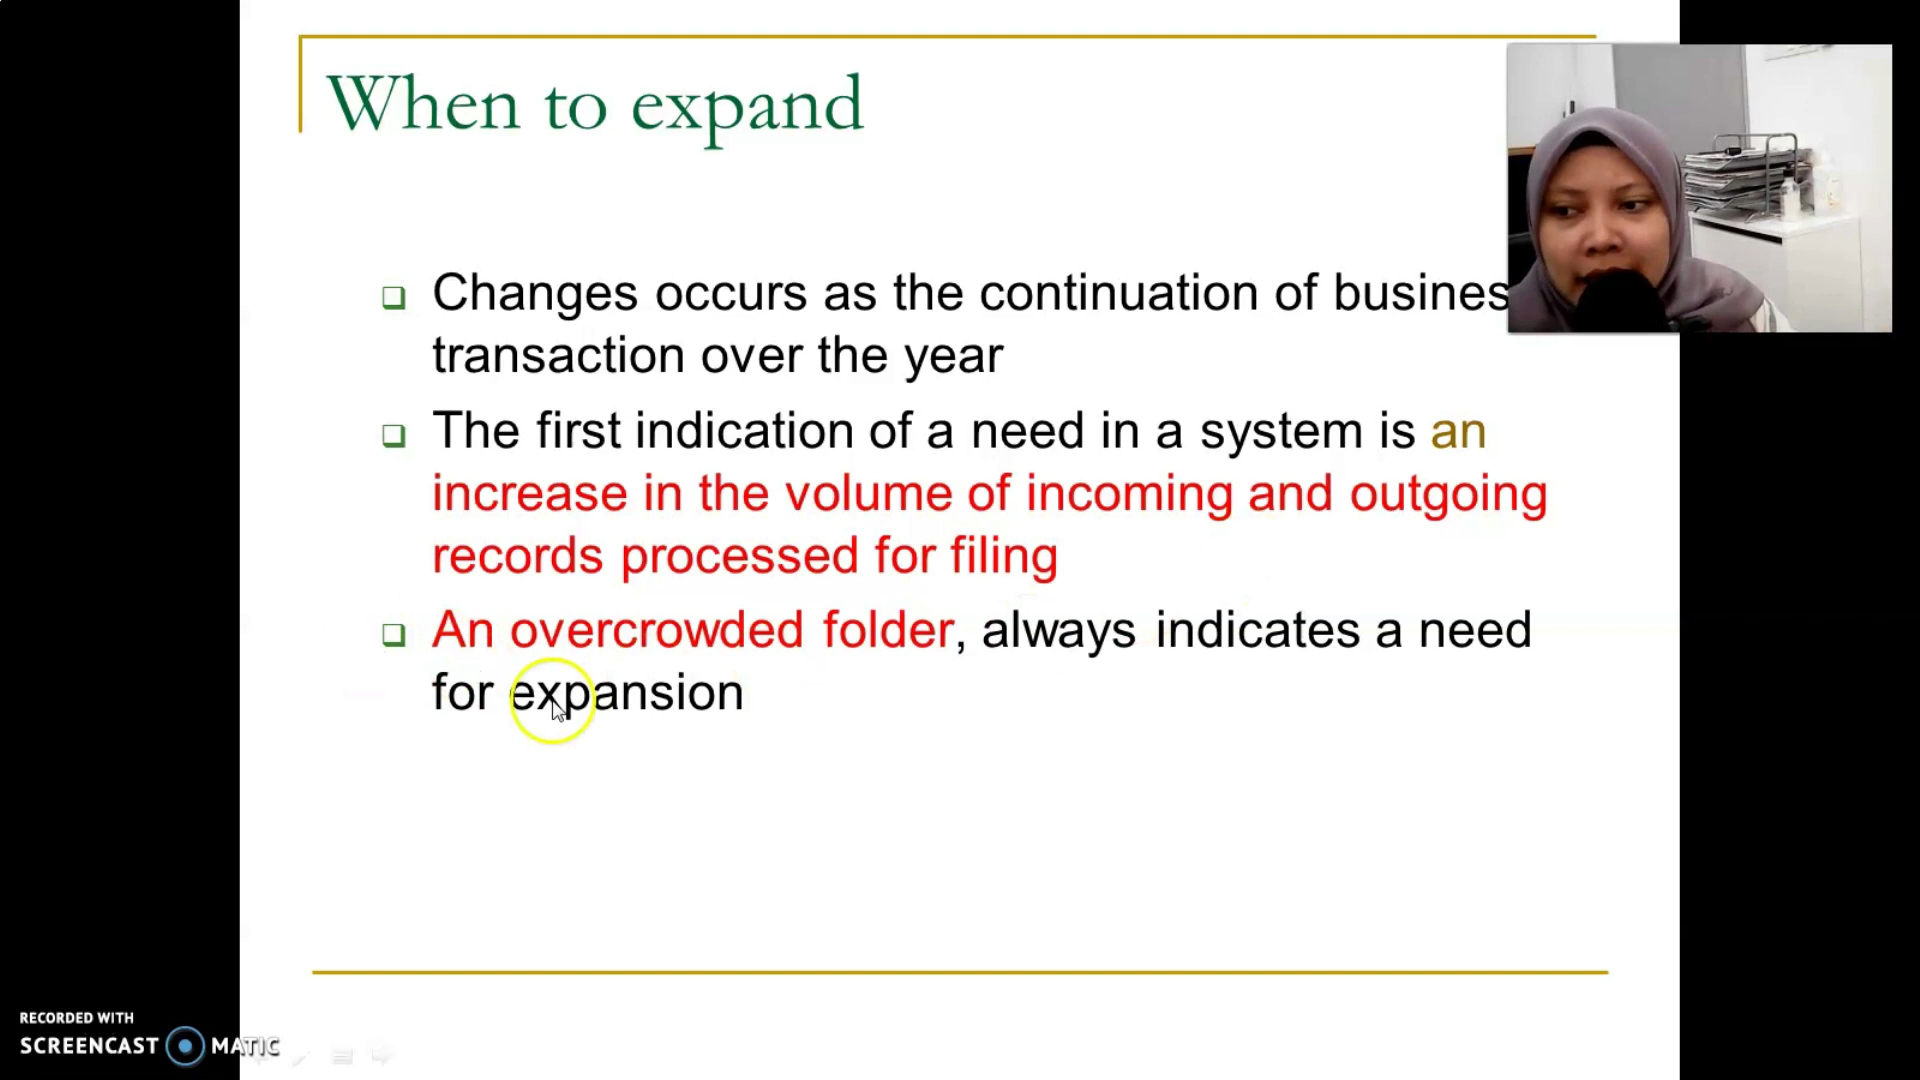 When to expand
Changes occurs as the continuation of busines
transaction over the year
The first indication of a need in a system is an
increase in the volume of incoming and outgoing
records processed for filing
An overcrowded folder, always indicates a need
for expansion
RECORDED WITH
SCREENCAST MATIC